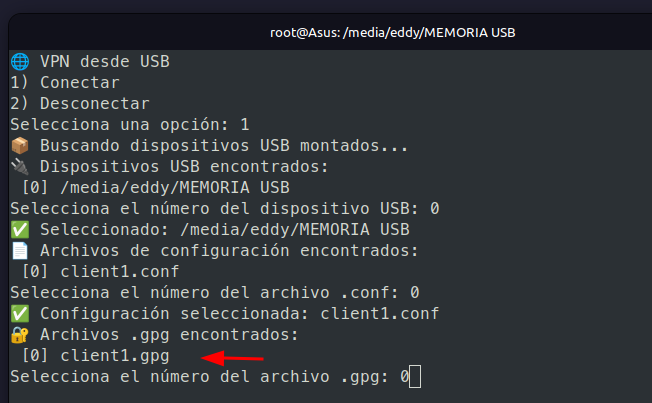 root@Asus: /media/eddy/MEMORIA USB
🌐 VPN desde USB
1) Conectar
2) Desconectar
Selecciona una opción: 1
📦 Buscando dispositivos USB montados...
🔌 Dispositivos USB encontrados:
[0] /media/eddy/MEMORIA USB
Selecciona el número del dispositivo USB: 0
✅ Seleccionado: /media/eddy/MEMORIA USB
📄 Archivos de configuración encontrados:
[0] client1.conf
Selecciona el número del archivo .conf: 0
✅ Configuración seleccionada: client1.conf
🔐 Archivos .gpg encontrados:
[0] client1.gpg
Selecciona el número del archivo .gpg: 0